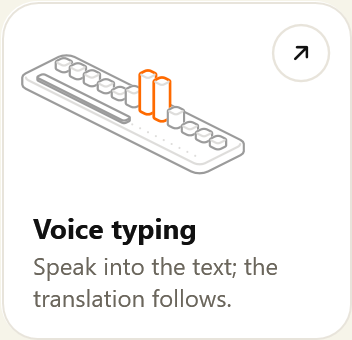 Voice typing
Speak into the text; the
translation follows.